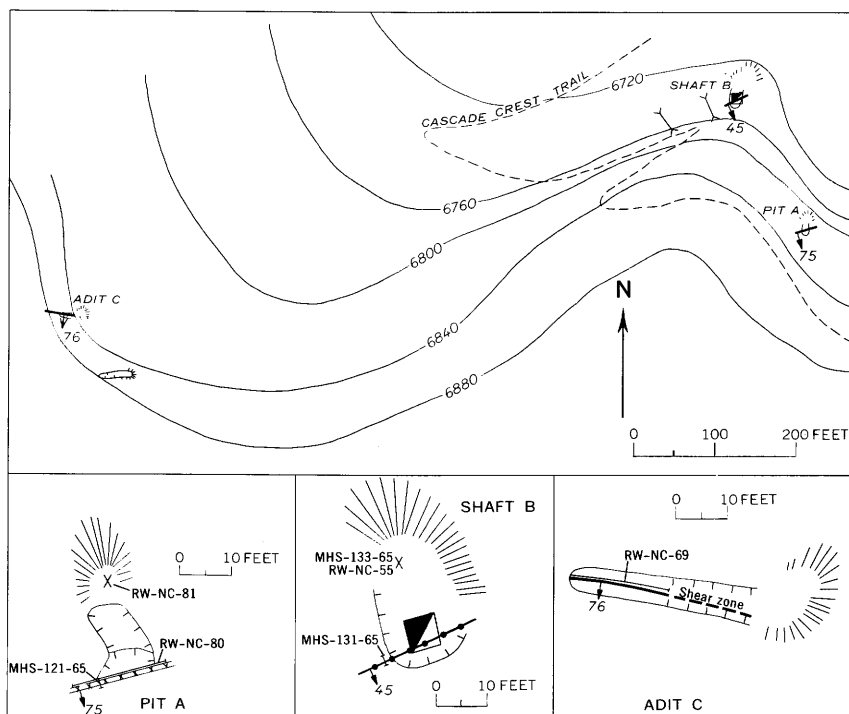 6720
SHAFT B
CASCADE CREST TRAIL
45
6760
PIT A
6800
75
ADIT C
N
76
6840
6880
0 100 200 FEET
SHAFT B
0 10 FEET
MHS-133-65
RW-NC-55
RW-NC-69
0 10 FEET
RW-NC-81
Shear zone
76
RW-NC-80
MHS-131-65
MHS-121-65
45
75
PIT A
0 10 FEET
ADIT C